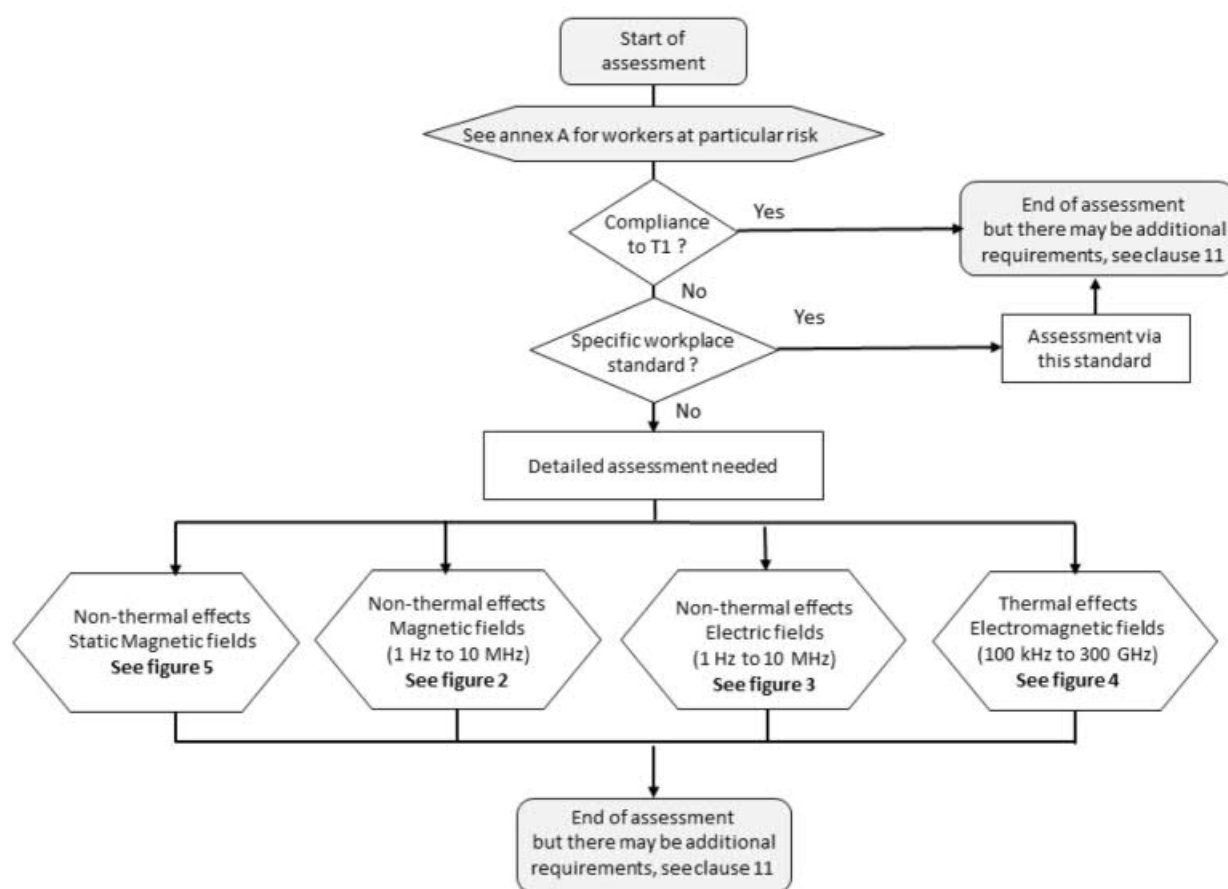 Start of
assessment
See annex A for workers at particular risk
Compliance
to T1 ?
Yes
End of assessment
but there may be additional
requirements, see clause 11
No
Specific workplace
standard ?
Yes
Assessment via
this standard
No
Detailed assessment needed
Non-thermal effects
Static Magnetic fields
See figure 5
Non-thermal effects
Magnetic fields
(1 Hz to 10 MHz)
See figure 2
Non-thermal effects
Electric fields
(1 Hz to 10 MHz)
See figure 3
Thermal effects
Electromagnetic fields
(100 kHz to 300 GHz)
See figure 4
End of assessment
but there may be additional
requirements, see clause 11